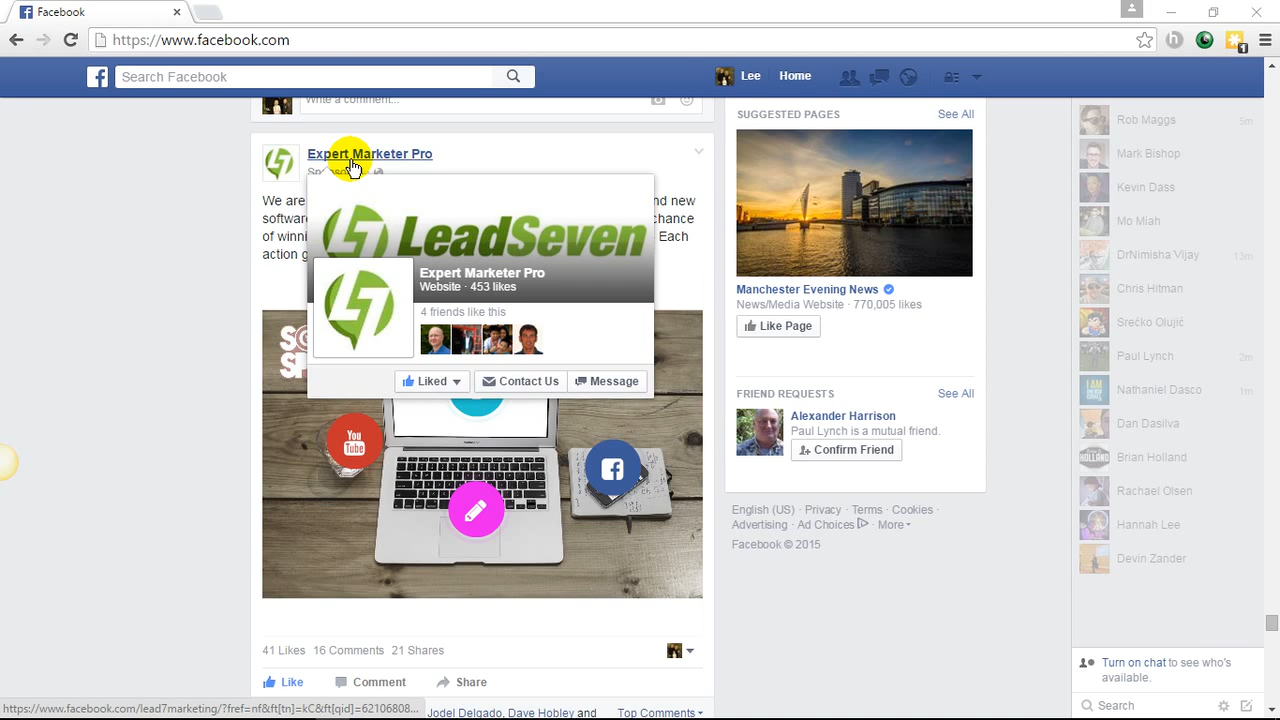 Facebook
https://www.facebook.com
Search Facebook
Lee Home
Write a comment...
Expert Marketer Pro
Sponso
We are
nd new
softwar
chance
of winni
Each
action g
LeadSeven
Expert Marketer Pro
Website · 453 likes
4 friends like this
Liked
Contact Us
Message
You
Tube
41 Likes 16 Comments 21 Shares
Like Comment Share
Jodel Delgado, Dave Hobley and
Top Comments
https://www.facebook.com/lead7marketing/?fref=nf&ft[tn]=kC&ft[qid]=62106808...
SUGGESTED PAGES See All
Manchester Evening News
News/Media Website · 770,005 likes
Like Page
FRIEND REQUESTS See All
Alexander Harrison
Paul Lynch is a mutual friend.
Confirm Friend
English (US) · Privacy · Terms · Cookies ·
Advertising · Ad Choices · More
Facebook © 2015
Rob Maggs 5m
Mark Bishop
Kevin Dass
Mo Miah
DrNimisha Vijay 13m
Chris Hitman
Srećko Olujić
Paul Lynch 2m
Nathaniel Dasco 1m
Dan Dasilva
Brian Holland
Rachael Olsen
Hannah Lee
Devin Zander
Turn on chat to see who's
available.
Search